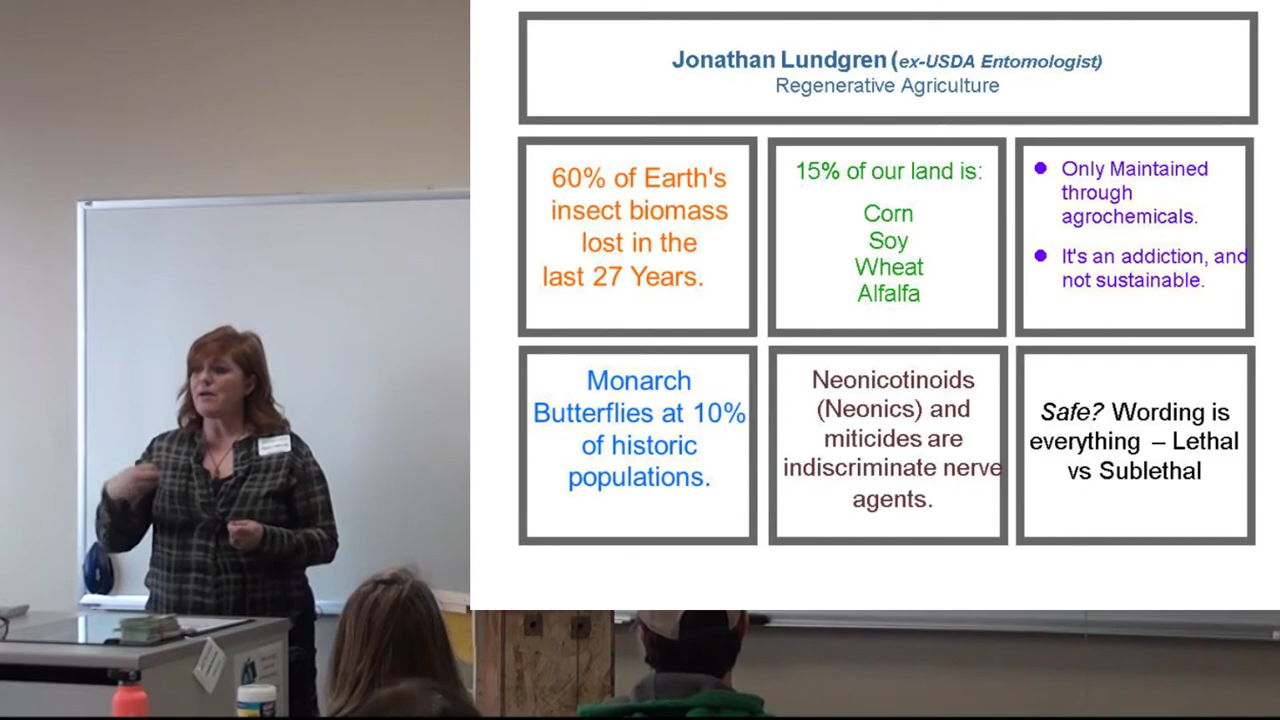 Jonathan Lundgren (ex-USDA Entomologist)
Regenerative Agriculture
60% of Earth's
insect biomass
lost in the
last 27 Years.
15% of our land is:
Corn
Soy
Wheat
Alfalfa
● Only Maintained
through
agrochemicals.
● It's an addiction, and
not sustainable.
Monarch
Butterflies at 10%
of historic
populations.
Neonicotinoids
(Neonics) and
miticides are
indiscriminate nerve
agents.
Safe? Wording is
everything – Lethal
vs Sublethal